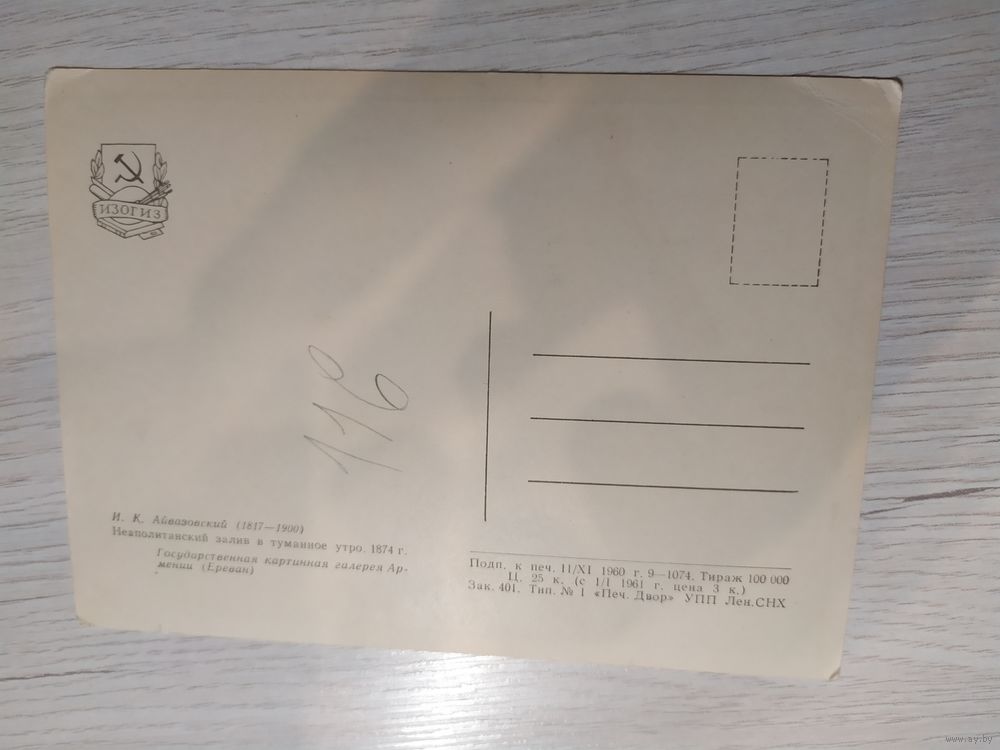 ИЗОГИЗ
116
И. К. Айвазовский (1817—1900)
Неаполитанский залив в туманное утро. 1874 г.
Государственная картинная галерея Ар-
мении (Ереван)
Подп. к печ. 11/XI 1960 г. 9—1074. Тираж 100 000
Ц. 25 к. (с 1/I 1961 г. цена 3 к.)
Зак. 401. Тип. № 1 «Печ. Двор» УПП Лен.СНХ
www.ay.by